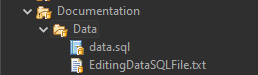 Documentation
Data
data.sql
EditingDataSQLFile.txt